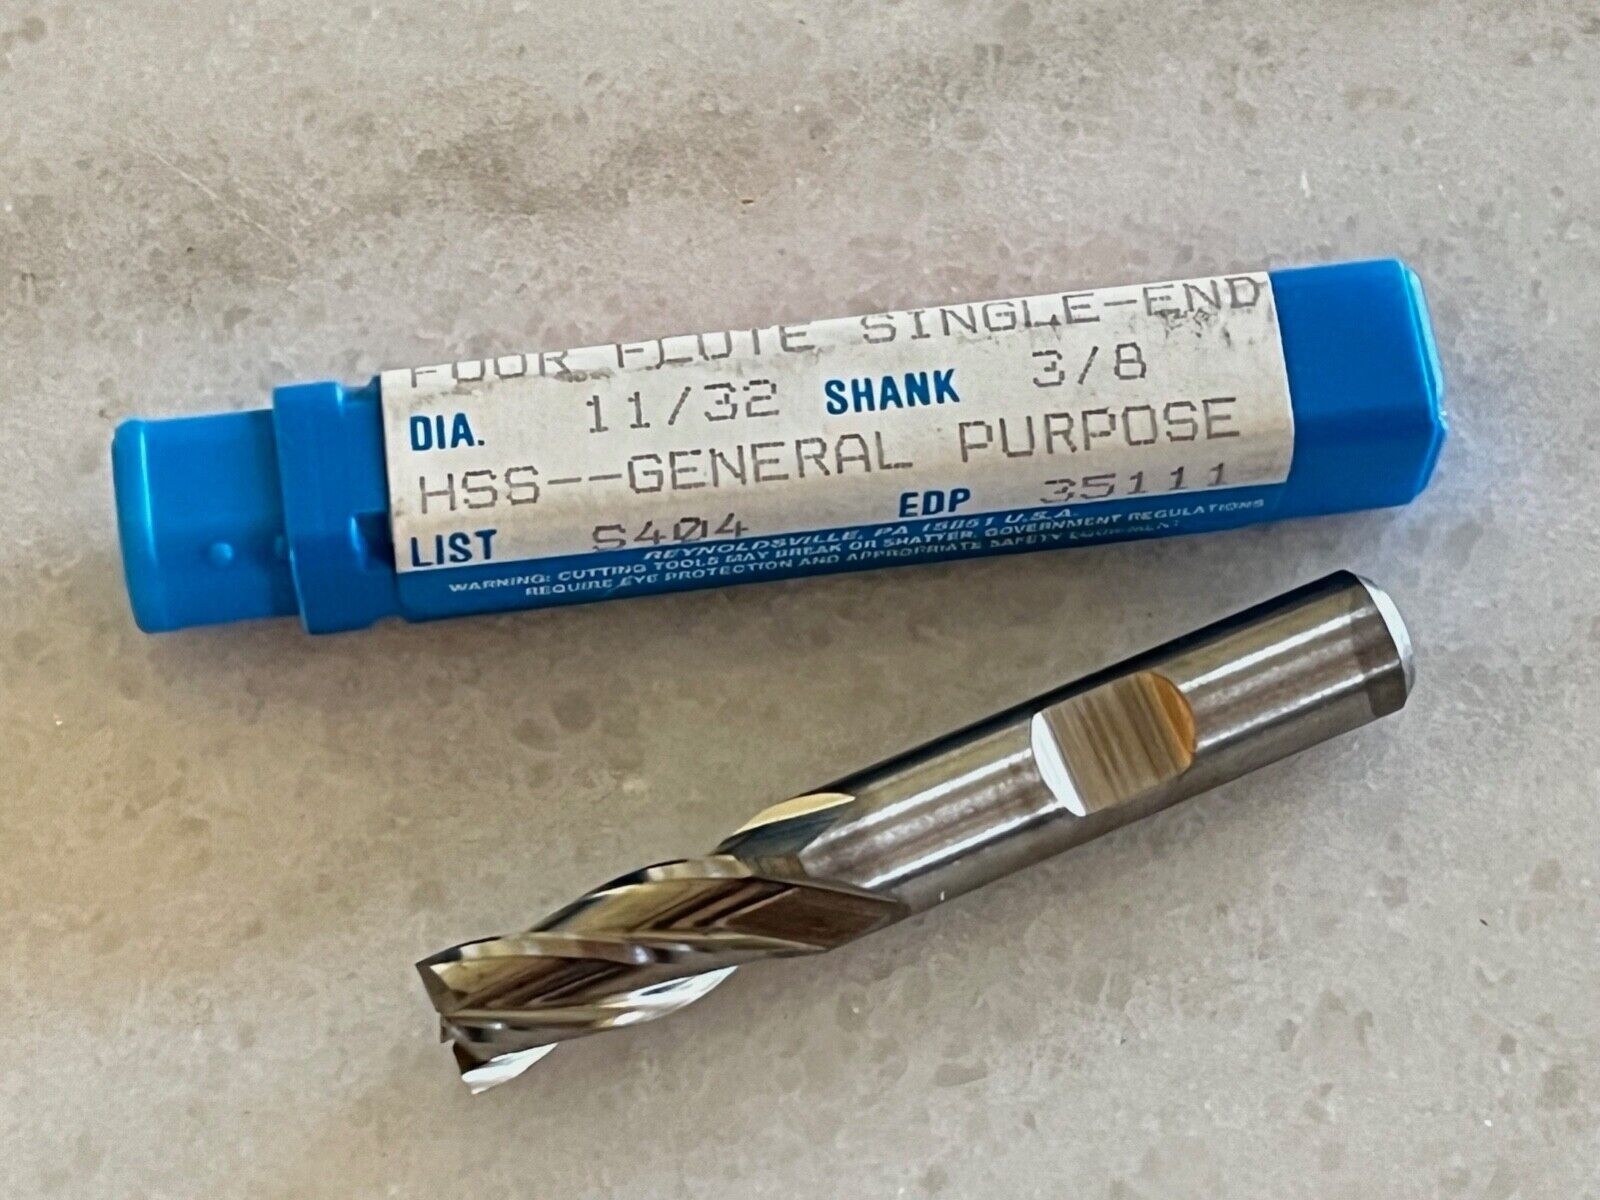 FOUR FLUTE SINGLE-END
DIA. 11/32 SHANK 3/8
HSS--GENERAL PURPOSE
LIST S404 EDP 35111
REYNOLDSVILLE, PA 15851 U.S.A.
WARNING: CUTTING TOOLS MAY BREAK OR SHATTER. GOVERNMENT REGULATIONS
REQUIRE EYE PROTECTION AND APPROPRIATE SAFETY EQUIPMENT.